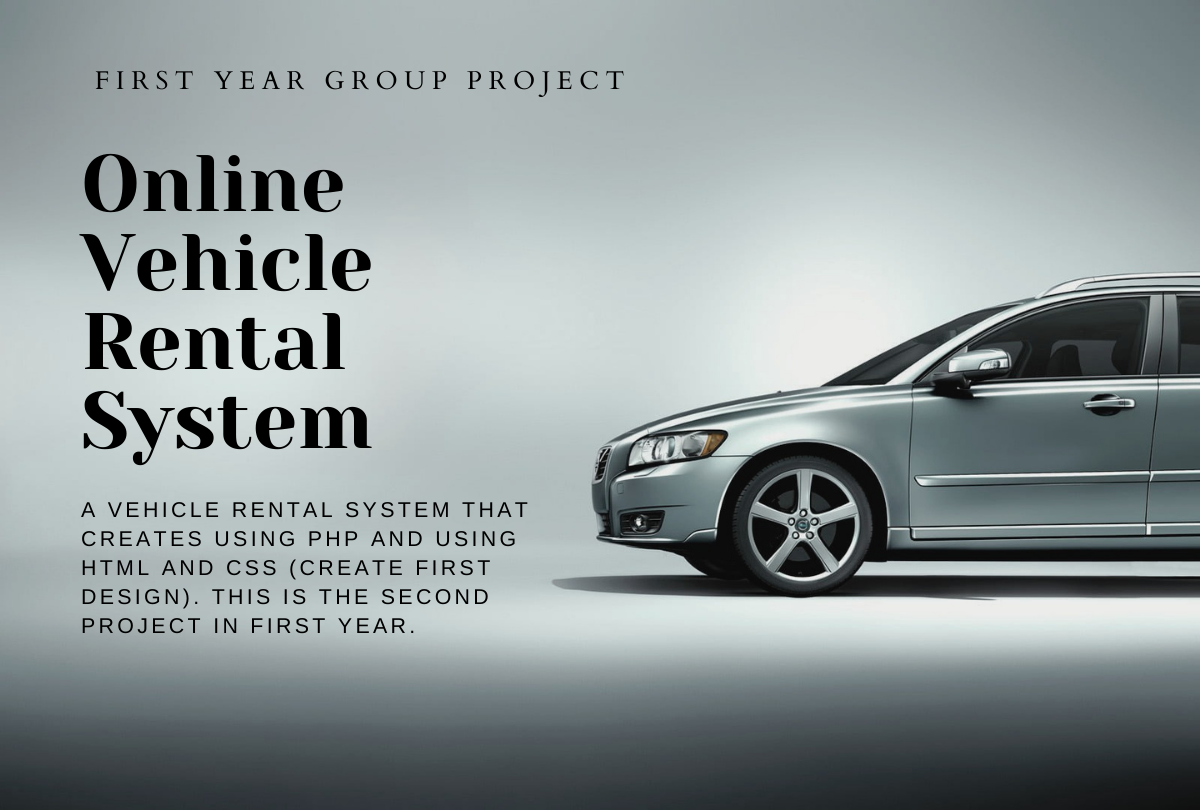 FIRST YEAR GROUP PROJECT
Online
Vehicle
Rental
System
A VEHICLE RENTAL SYSTEM THAT
CREATES USING PHP AND USING
HTML AND CSS (CREATE FIRST
DESIGN). THIS IS THE SECOND
PROJECT IN FIRST YEAR.